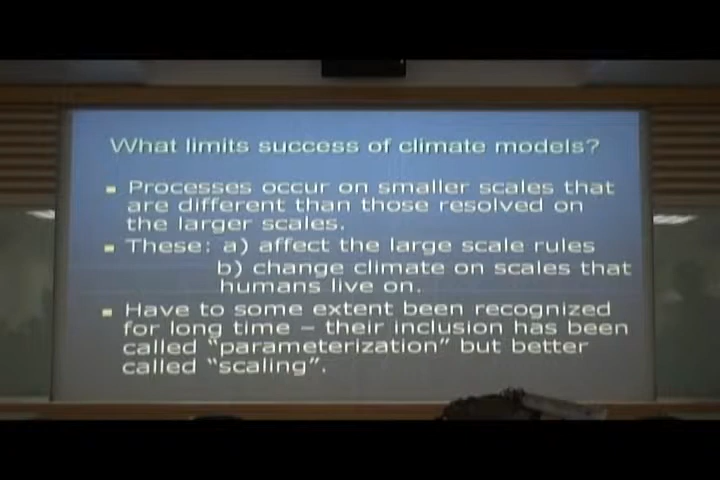 What limits success of climate models?
Processes occur on smaller scales that
are different than those resolved on
the larger scales.
These: a) affect the large scale rules
b) change climate on scales that
humans live on.
Have to some extent been recognized
for long time – their inclusion has been
called “parameterization” but better
called “scaling”.